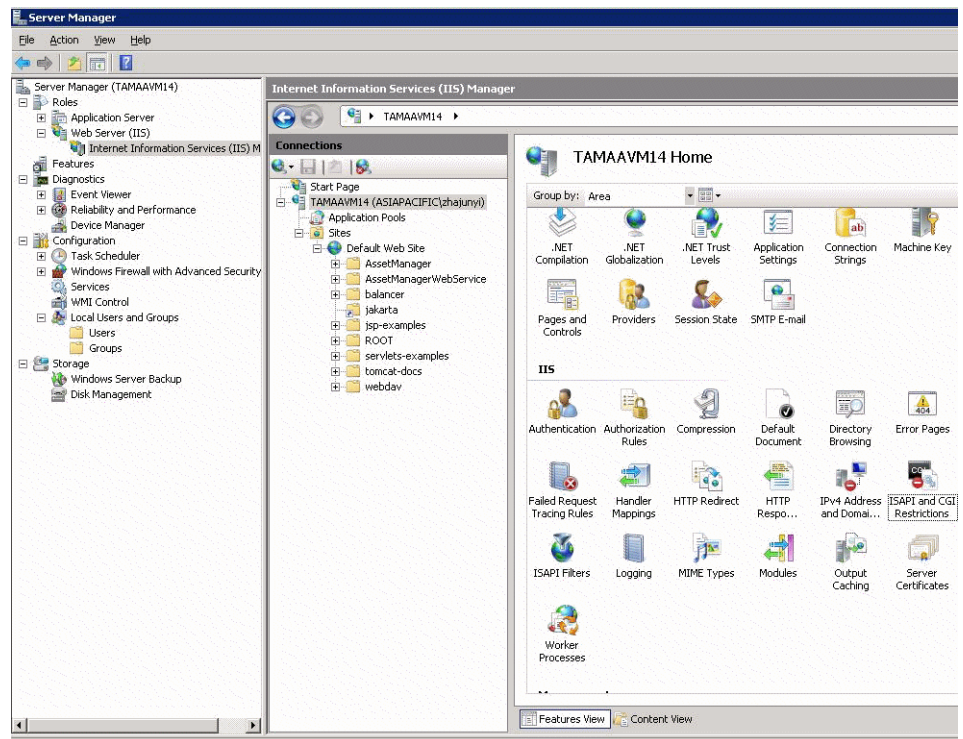 Server Manager
File Action View Help
Server Manager (TAMAAVM14)
Roles
Application Server
Web Server (IIS)
Internet Information Services (IIS) M
Features
Diagnostics
Event Viewer
Reliability and Performance
Device Manager
Configuration
Task Scheduler
Windows Firewall with Advanced Security
Services
WMI Control
Local Users and Groups
Users
Groups
Storage
Windows Server Backup
Disk Management
Internet Information Services (IIS) Manager
TAMAAVM14
Connections
Start Page
TAMAAVM14 (ASIAPACIFIC\zhajunyi)
Application Pools
Sites
Default Web Site
AssetManager
AssetManagerWebService
balancer
jakarta
jsp-examples
ROOT
servlets-examples
tomcat-docs
webdav
TAMAAVM14 Home
Group by: Area
ab
.NET .NET .NET Trust Application Connection Machine Key
Compilation Globalization Levels Settings Strings
Pages and Providers Session State SMTP E-mail
Controls
IIS
404
Authentication Authorization Compression Default Directory Error Pages
Rules Document Browsing
CGI
Failed Request Handler HTTP Redirect HTTP IPv4 Address ISAPI and CGI
Tracing Rules Mappings Respo... and Domai... Restrictions
ISAPI Filters Logging MIME Types Modules Output Server
Caching Certificates
Worker
Processes
Features View Content View